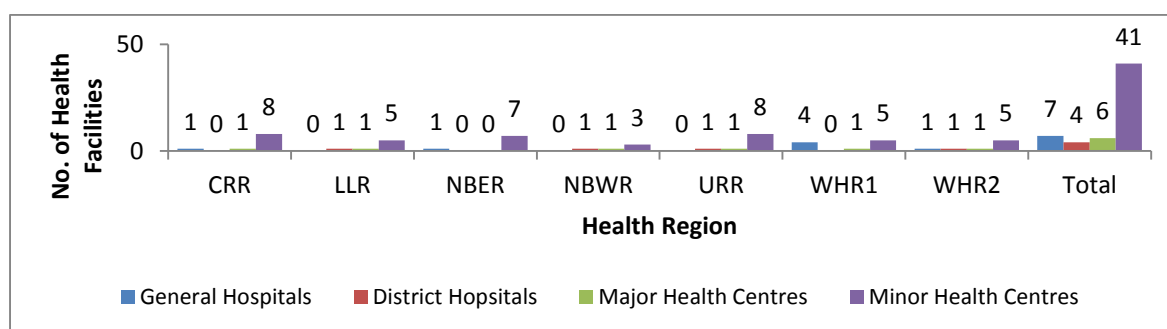 No. of Health
Facilities
50
0
1 0 1 8
0 1 1 5
1 0 0 7
0 1 1 3
0 1 1 8
4 0 1 5
1 1 1 5
7 4 6 41
CRR LLR NBER NBWR URR WHR1 WHR2 Total
Health Region
General Hospitals District Hopsitals Major Health Centres Minor Health Centres